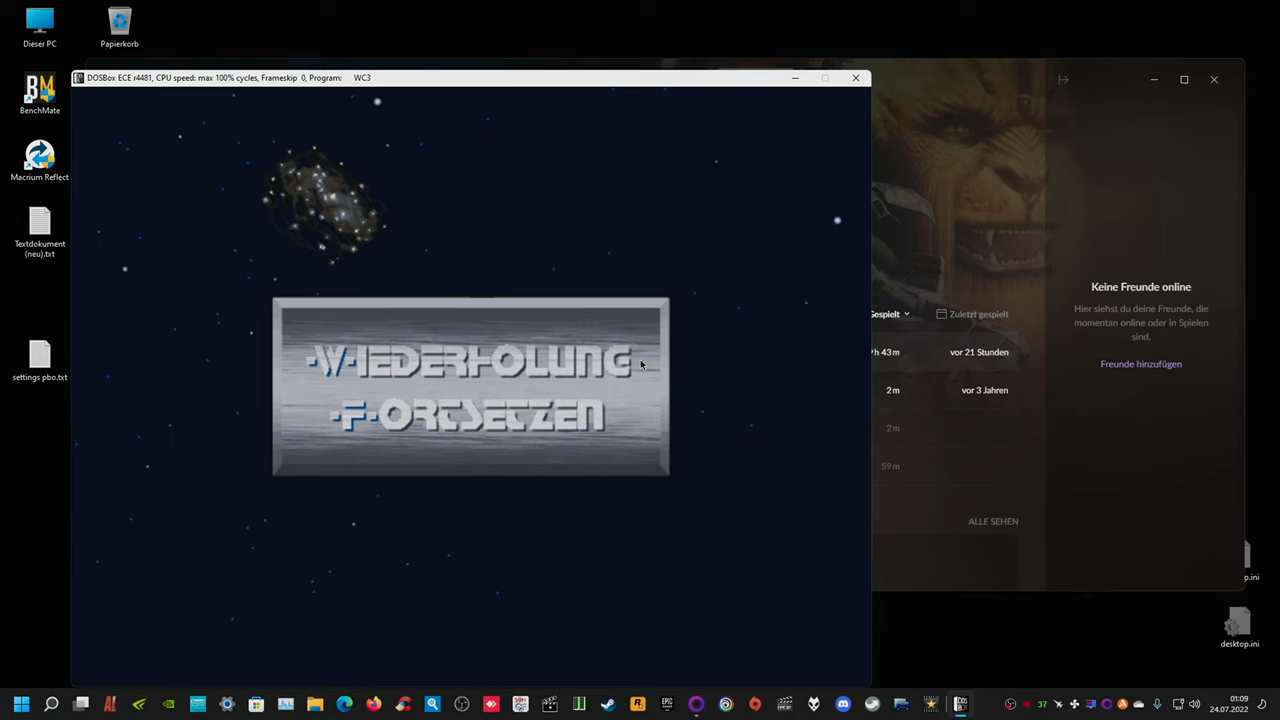 Dieser PC
Papierkorb
BenchMate
Macrium Reflect
Textdokument
(neu).txt
settings pbo.txt
DOSBox ECE r4481, CPU speed: max 100% cycles, Frameskip 0, Program: WC3
-WIEDERHOLUNG
-F-ORTSETZEN
Gespielt
Zuletzt gespielt
h 43m
vor 21 Stunden
2m
vor 3 Jahren
2m
59m
ALLE SEHEN
Keine Freunde online
Hier siehst du deine Freunde, die
momentan online oder in Spielen
sind.
Freunde hinzufügen
p.ini
desktop.ini
37
01:09
24.07.2022